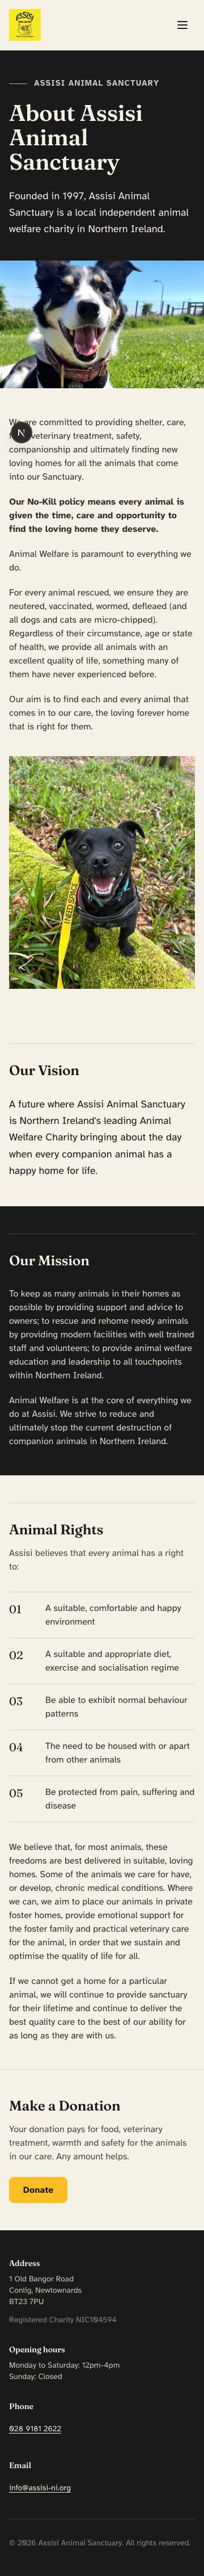 ASSISI
ASSISI ANIMAL SANCTUARY
About Assisi
Animal
Sanctuary
Founded in 1997, Assisi Animal
Sanctuary is a local independent animal
welfare charity in Northern Ireland.
N
committed to providing shelter, care,
veterinary treatment, safety,
companionship and ultimately finding new
loving homes for all the animals that come
into our Sanctuary.
Our No-Kill policy means every animal is
given the time, care and opportunity to
find the loving home they deserve.
Animal Welfare is paramount to everything we
do.
For every animal rescued, we ensure they are
neutered, vaccinated, wormed, defleaed (and
all dogs and cats are micro-chipped).
Regardless of their circumstance, age or state
of health, we provide all animals with an
excellent quality of life, something many of
them have never experienced before.
Our aim is to find each and every animal that
comes in to our care, the loving forever home
that is right for them.
Our Vision
A future where Assisi Animal Sanctuary
is Northern Ireland's leading Animal
Welfare Charity bringing about the day
when every companion animal has a
happy home for life.
Our Mission
To keep as many animals in their homes as
possible by providing support and advice to
owners; to rescue and rehome needy animals
by providing modern facilities with well trained
staff and volunteers; to provide animal welfare
education and leadership to all touchpoints
within Northern Ireland.
Animal Welfare is at the core of everything we
do at Assisi. We strive to reduce and
ultimately stop the current destruction of
companion animals in Northern Ireland.
Animal Rights
Assisi believes that every animal has a right
to:
01 A suitable, comfortable and happy
environment
02 A suitable and appropriate diet,
exercise and socialisation regime
03 Be able to exhibit normal behaviour
patterns
04 The need to be housed with or apart
from other animals
05 Be protected from pain, suffering and
disease
We believe that, for most animals, these
freedoms are best delivered in suitable, loving
homes. Some of the animals we care for have,
or develop, chronic medical conditions. Where
we can, we aim to place our animals in private
foster homes, provide emotional support for
the foster family and practical veterinary care
for the animal, in order that we sustain and
optimise the quality of life for all.
If we cannot get a home for a particular
animal, we will continue to provide sanctuary
for their lifetime and continue to deliver the
best quality care to the best of our ability for
as long as they are with us.
Make a Donation
Your donation pays for food, veterinary
treatment, warmth and safety for the animals
in our care. Any amount helps.
Donate
Address
1 Old Bangor Road
Conlig, Newtownards
BT23 7PU
Registered Charity NIC104594
Opening hours
Monday to Saturday: 12pm-4pm
Sunday: Closed
Phone
028 9181 2622
Email
info@assisi-ni.org
© 2026 Assisi Animal Sanctuary. All rights reserved.